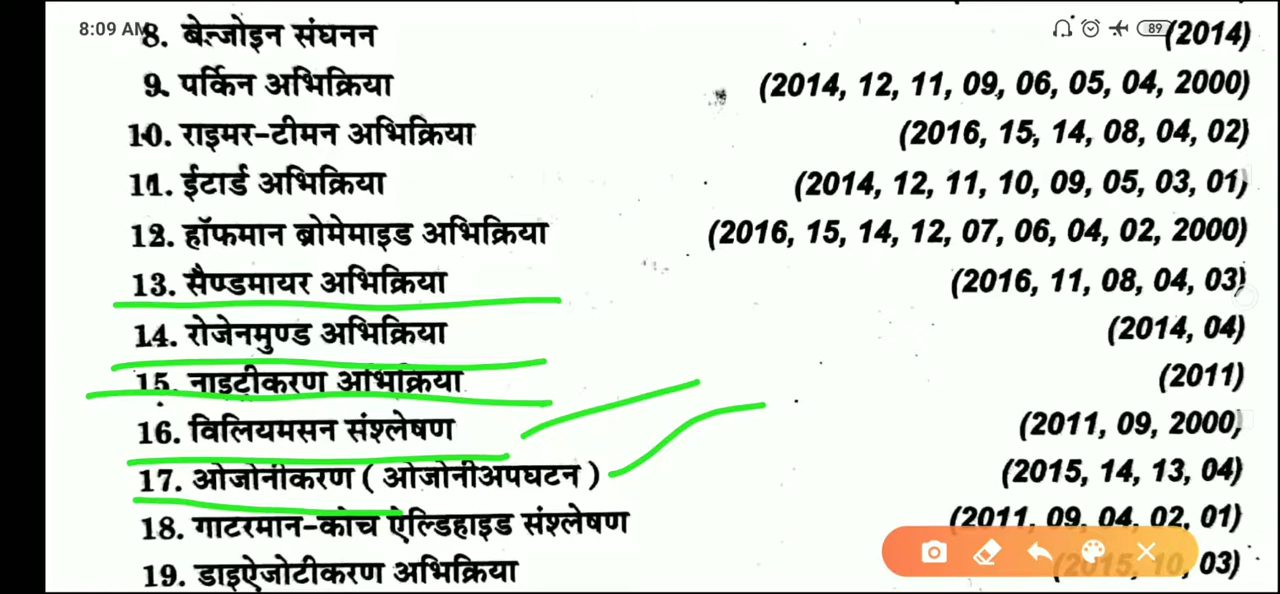 8:09 AM
89
8. बेन्जोइन संघनन (2014)
9. पर्किन अभिक्रिया (2014, 12, 11, 09, 06, 05, 04, 2000)
10. राइमर-टीमन अभिक्रिया (2016, 15, 14, 08, 04, 02)
11. ईटार्ड अभिक्रिया (2014, 12, 11, 10, 09, 05, 03, 01)
12. हॉफमान ब्रोमेमाइड अभिक्रिया (2016, 15, 14, 12, 07, 06, 04, 02, 2000)
13. सैण्डमायर अभिक्रिया (2016, 11, 08, 04, 03)
14. रोजेनमुण्ड अभिक्रिया (2014, 04)
15. नाइट्रीकरण अभिक्रिया (2011)
16. विलियमसन संश्लेषण (2011, 09, 2000)
17. ओजोनीकरण ( ओजोनीअपघटन ) (2015, 14, 13, 04)
18. गाटरमान-कोच ऐल्डिहाइड संश्लेषण (2011, 09, 04, 02, 01)
19. डाइऐजोटीकरण अभिक्रिया (2015, 10, 03)